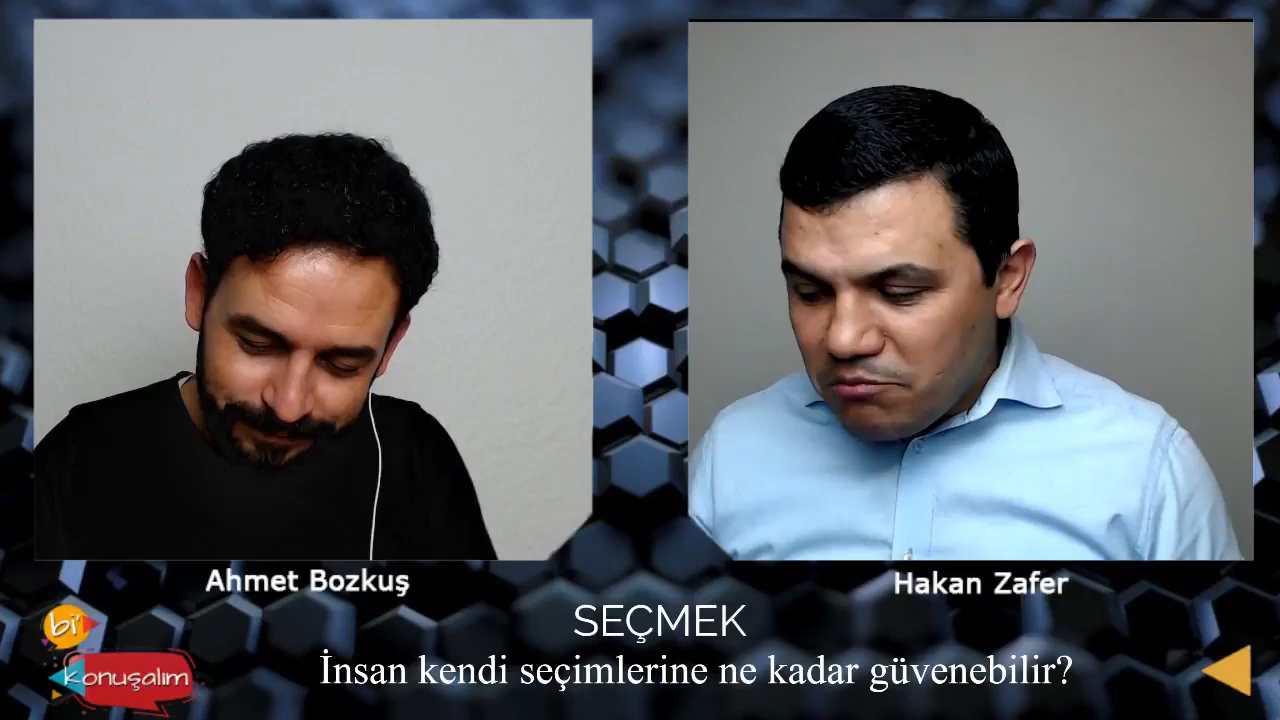 Ahmet Bozkuş
Hakan Zafer
SEÇMEK
bi'
konuşalım
İnsan kendi seçimlerine ne kadar güvenebilir?